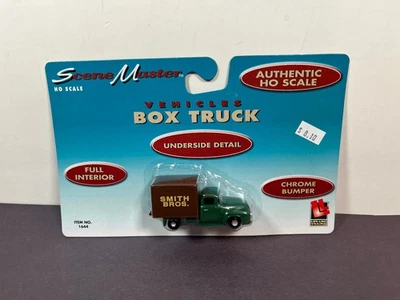 SceneMaster
HO SCALE
AUTHENTIC
HO SCALE
VEHICLES
BOX TRUCK
UNDERSIDE DETAIL
FULL
INTERIOR
CHROME
BUMPER
SMITH
BROS.
ITEM NO.
1644